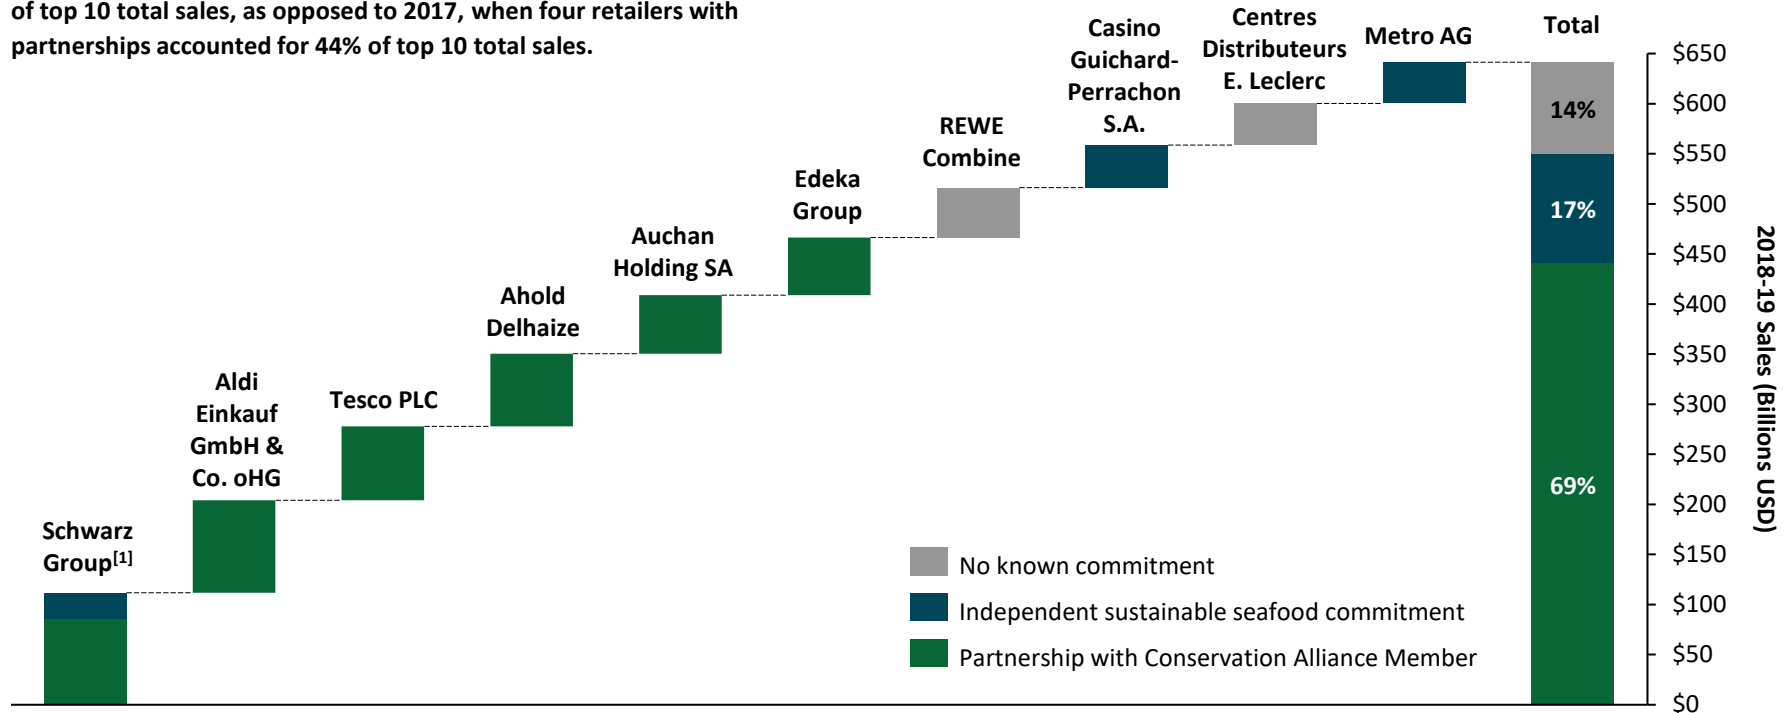 of top 10 total sales, as opposed to 2017, when four retailers with
partnerships accounted for 44% of top 10 total sales.
Schwarz
Group[1]
Aldi
Einkauf
GmbH &
Co. oHG
Tesco PLC
Ahold
Delhaize
Auchan
Holding SA
Edeka
Group
REWE
Combine
Casino
Guichard-
Perrachon
S.A.
Centres
Distributeurs
E. Leclerc
Metro AG
Total
14%
17%
69%
$650
$600
$550
$500
$450
$400
$350
$300
$250
$200
$150
$100
$50
$0
2018-19 Sales (Billions USD)
No known commitment
Independent sustainable seafood commitment
Partnership with Conservation Alliance Member